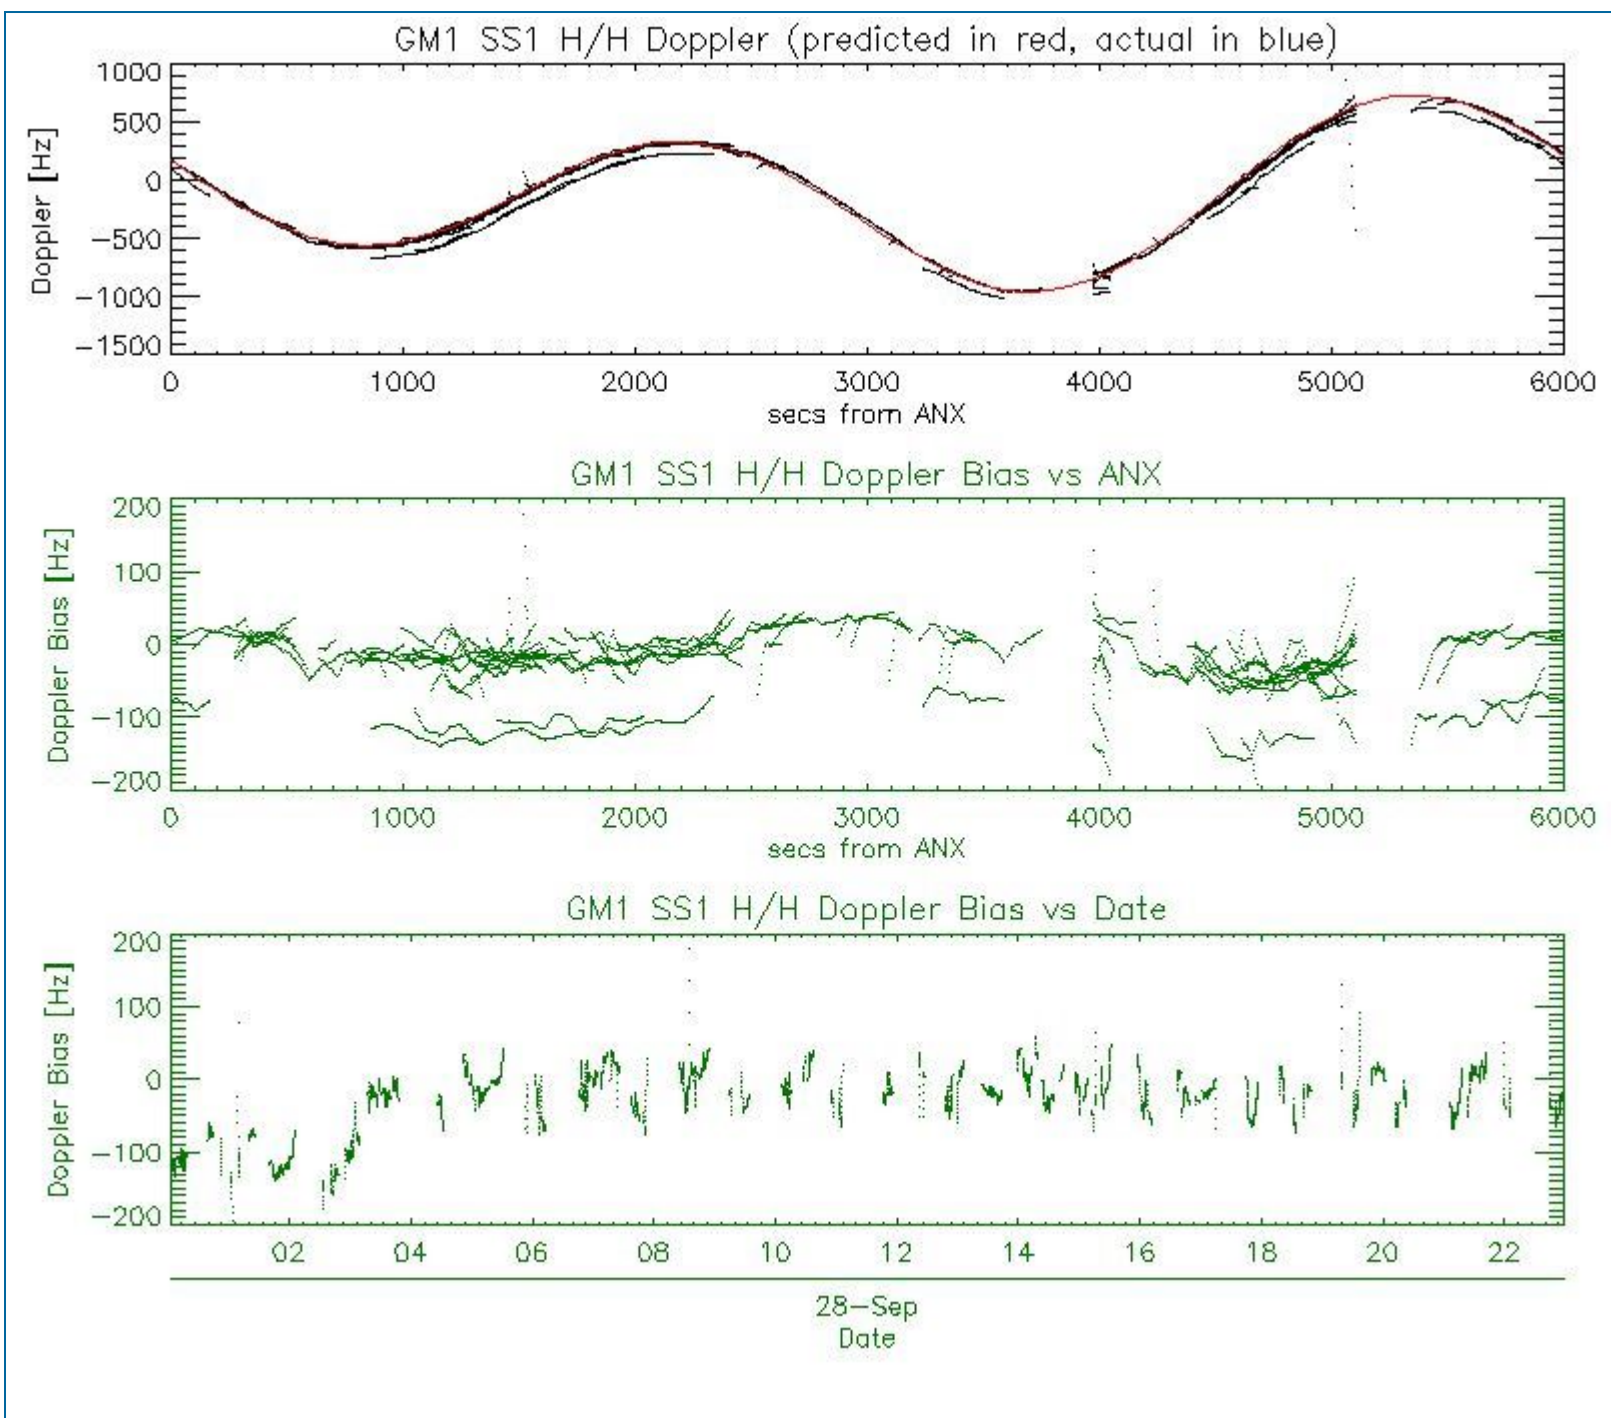 GM1 SS1 H/H Doppler (predicted in red, actual in blue)
1000
500
0
−500
−1000
−1500
Doppler [Hz]
0 1000 2000 3000 4000 5000 6000
secs from ANX
GM1 SS1 H/H Doppler Bias vs ANX
200
100
0
−100
−200
Doppler Bias [Hz]
0 1000 2000 3000 4000 5000 6000
secs from ANX
GM1 SS1 H/H Doppler Bias vs Date
200
100
0
−100
−200
Doppler Bias [Hz]
02 04 06 08 10 12 14 16 18 20 22
28−Sep
Date